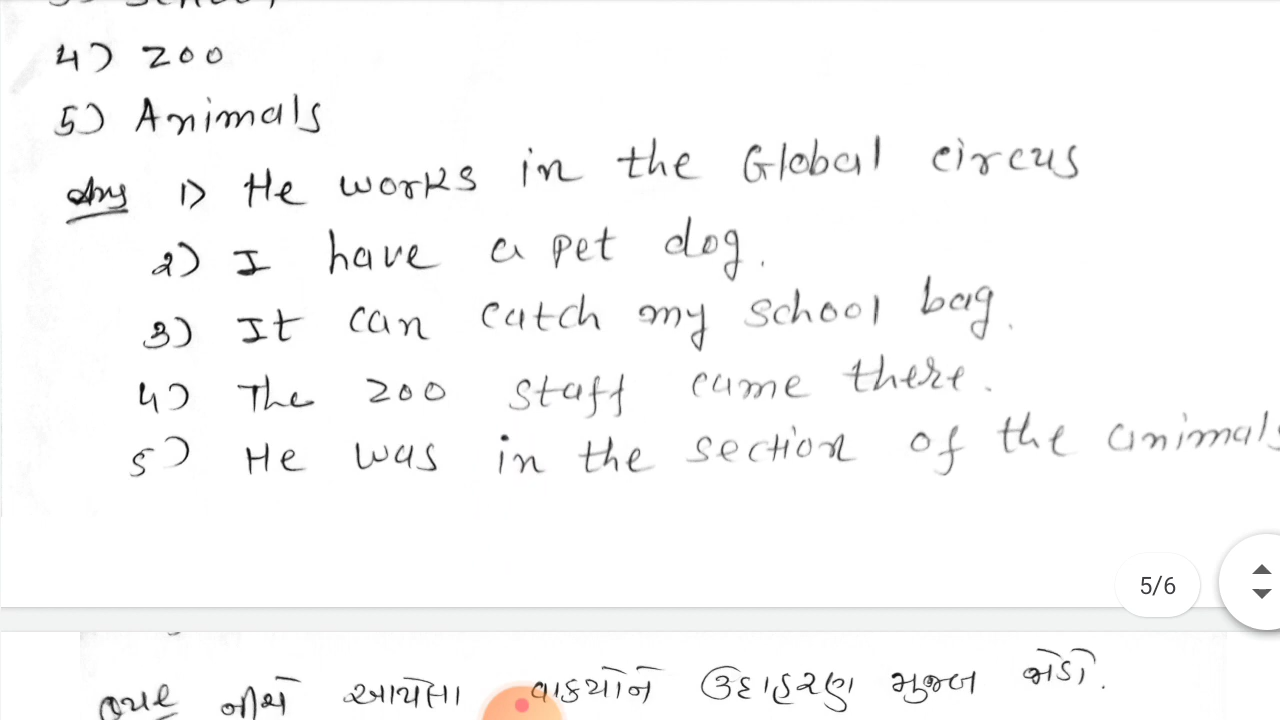 4) Zoo
5) Animals
Ans 1) He works in the Global circus
2) I have a pet dog.
3) It can catch my school bag.
4) The zoo staff came there.
5) He was in the section of the animals
5/6
નીચે આપેલા વાક્યોને ઉદાહરણ મુજબ જોડો.